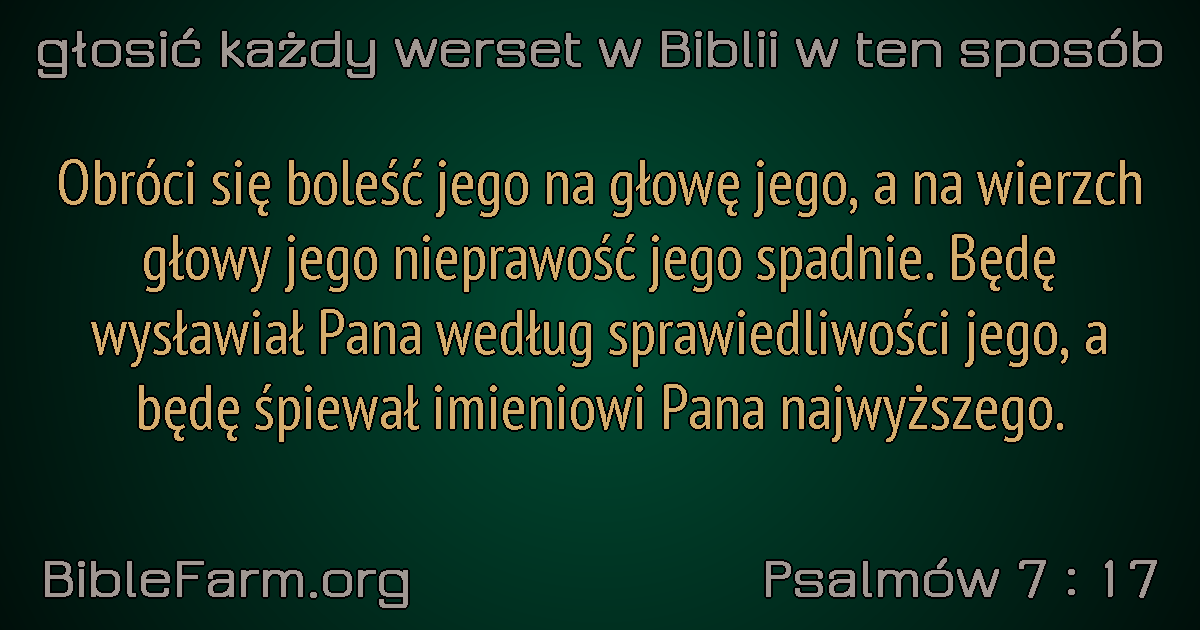 głosić każdy werset w Biblii w ten sposób
Obróci się boleść jego na głowę jego, a na wierzch
głowy jego nieprawość jego spadnie. Będę
wysławiał Pana według sprawiedliwości jego, a
będę śpiewał imieniowi Pana najwyższego.
BibleFarm.org
Psalmów 7 : 17